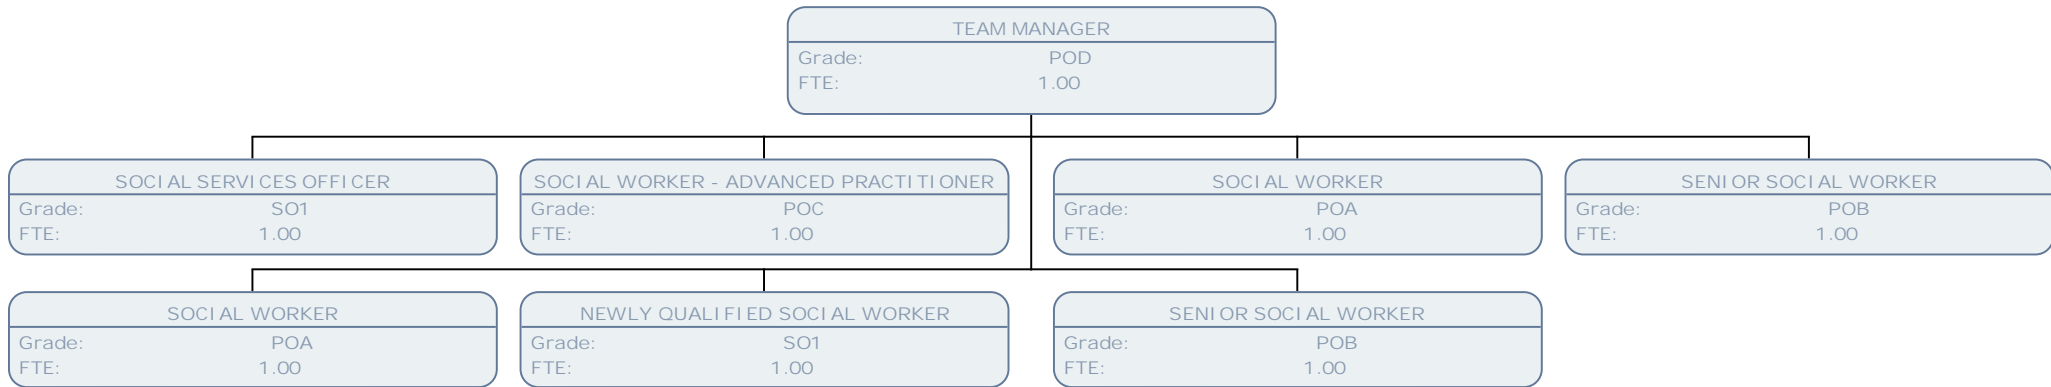 TEAM MANAGER
Grade: POD
FTE: 1.00
SOCIAL SERVICES OFFICER
Grade: SO1
FTE: 1.00
SOCIAL WORKER - ADVANCED PRACTITIONER
Grade: POC
FTE: 1.00
SOCIAL WORKER
Grade: POA
FTE: 1.00
SENIOR SOCIAL WORKER
Grade: POB
FTE: 1.00
SOCIAL WORKER
Grade: POA
FTE: 1.00
NEWLY QUALIFIED SOCIAL WORKER
Grade: SO1
FTE: 1.00
SENIOR SOCIAL WORKER
Grade: POB
FTE: 1.00